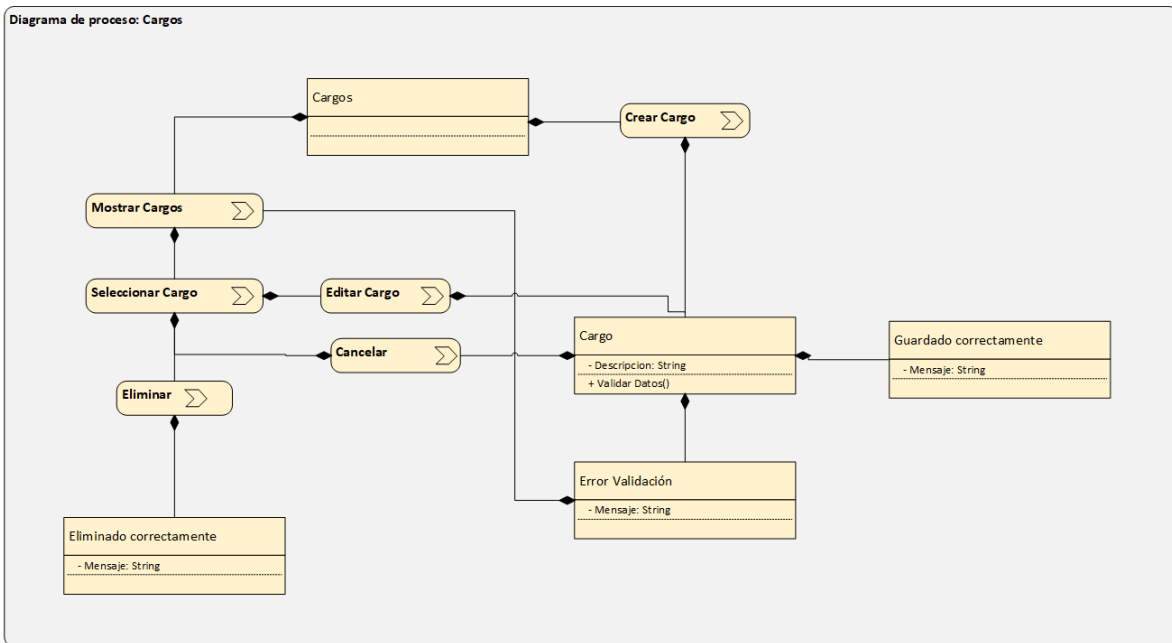 Diagrama de proceso: Cargos
Cargos
Crear Cargo
Mostrar Cargos
Seleccionar Cargo
Editar Cargo
Cargo
- Descripcion: String
+ Validar Datos()
Guardado correctamente
- Mensaje: String
Cancelar
Eliminar
Error Validación
- Mensaje: String
Eliminado correctamente
- Mensaje: String